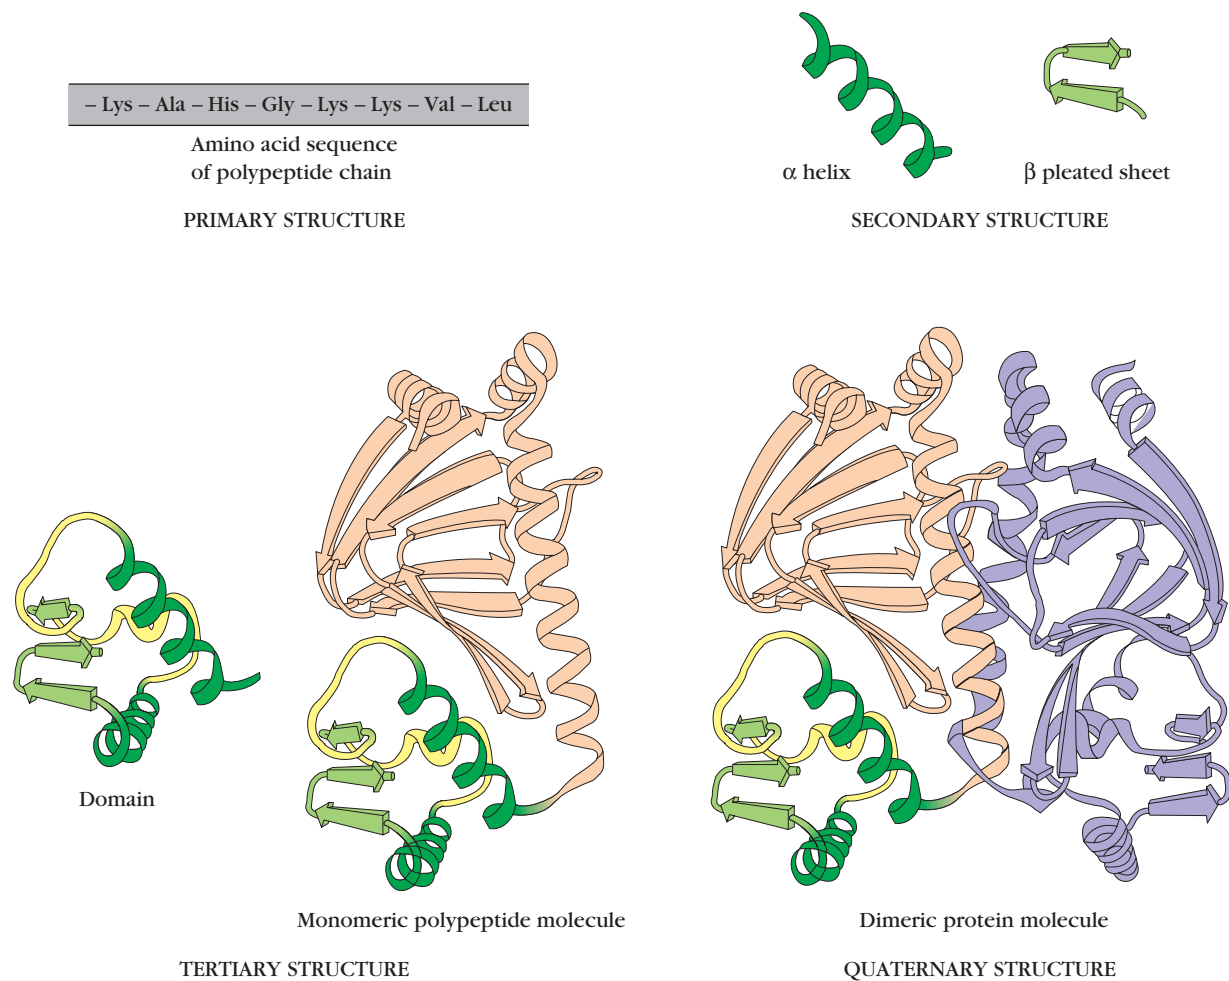 – Lys – Ala – His – Gly – Lys – Lys – Val – Leu
Amino acid sequence
of polypeptide chain
PRIMARY STRUCTURE
α helix
β pleated sheet
SECONDARY STRUCTURE
Domain
Monomeric polypeptide molecule
TERTIARY STRUCTURE
Dimeric protein molecule
QUATERNARY STRUCTURE